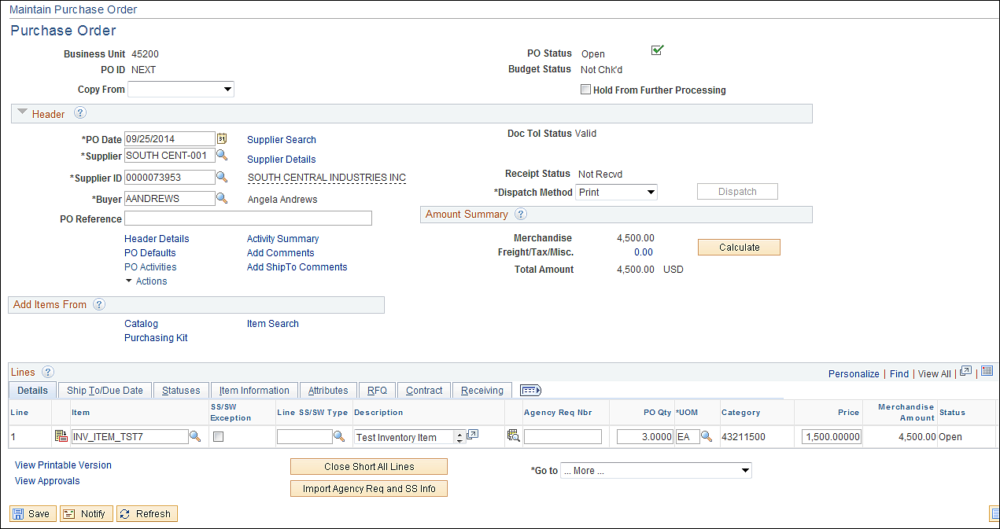 Maintain Purchase Order
Purchase Order
Business Unit 45200
PO Status Open
PO ID NEXT
Budget Status Not Chk'd
Copy From
Hold From Further Processing
Header ?
*PO Date 09/25/2014 31 Supplier Search
Doc Tol Status Valid
*Supplier SOUTH CENT-001 Supplier Details
*Supplier ID 0000073953 SOUTH CENTRAL INDUSTRIES INC
Receipt Status Not Recvd
*Buyer AANDREWS Angela Andrews
*Dispatch Method Print Dispatch
PO Reference
Amount Summary ?
Header Details Activity Summary
Merchandise 4,500.00
PO Defaults Add Comments
Freight/Tax/Misc. 0.00 Calculate
PO Activities Add ShipTo Comments
Total Amount 4,500.00 USD
Actions
Add Items From ?
Catalog Item Search
Purchasing Kit
Lines ?
Personalize | Find | View All | |
Details Ship To/Due Date Statuses Item Information Attributes RFQ Contract Receiving
Line Item SS/SW Exception Line SS/SW Type Description Agency Req Nbr PO Qty *UOM Category Price Merchandise Amount Status
1 INV_ITEM_TST7 Test Inventory Item 3.0000 EA 43211500 1,500.00000 4,500.00 Open
View Printable Version Close Short All Lines *Go to ... More ...
View Approvals Import Agency Req and SS Info
Save Notify Refresh